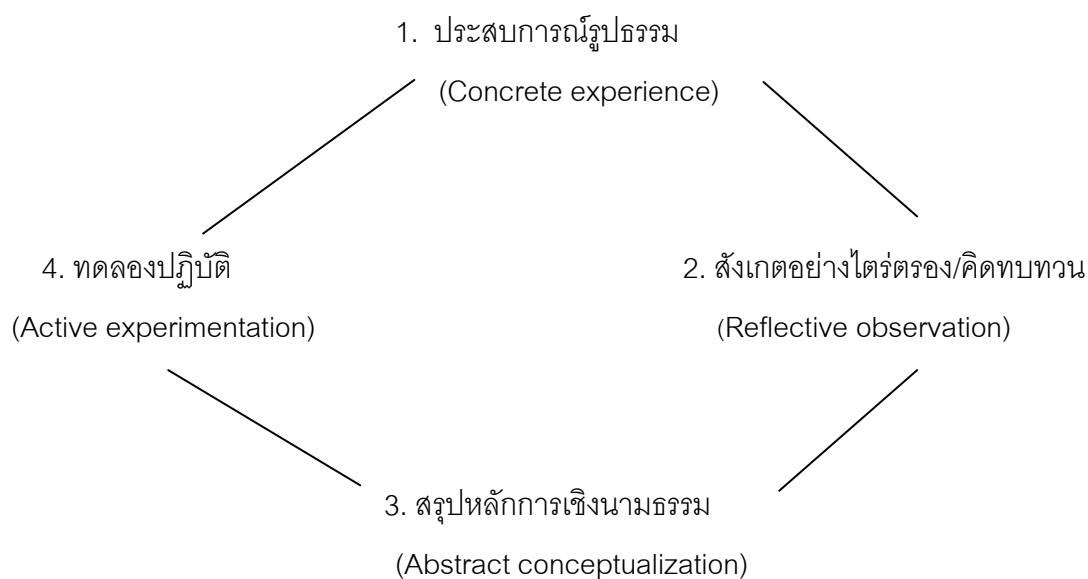 1. ประสบการณ์รูปธรรม
(Concrete experience)
4. ทดลองปฏิบัติ
(Active experimentation)
2. สังเกตอย่างไตร่ตรอง/คิดทบทวน
(Reflective observation)
3. สรุปหลักการเชิงนามธรรม
(Abstract conceptualization)